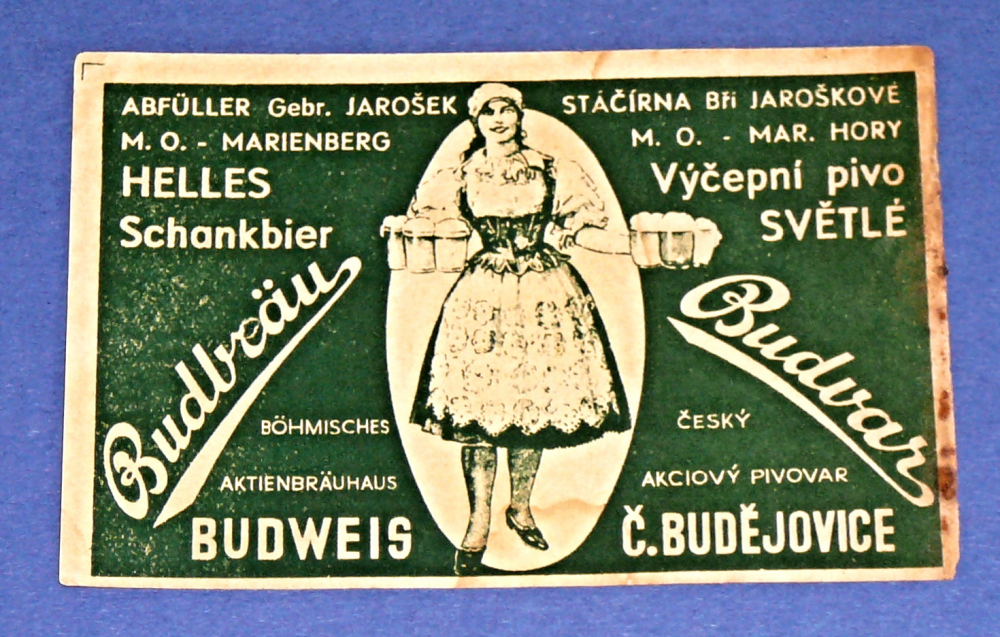 ABFÜLLER Gebr. JAROŠEK
M. O. - MARIENBERG
HELLES
Schankbier
Budbräu
BÖHMISCHES
AKTIENBRÄUHAUS
BUDWEIS
STÁČÍRNA Bří JAROŠKOVÉ
M. O. - MAR. HORY
Výčepní pivo
SVĚTLÉ
Budvar
ČESKÝ
AKCIOVÝ PIVOVAR
Č. BUDĚJOVICE